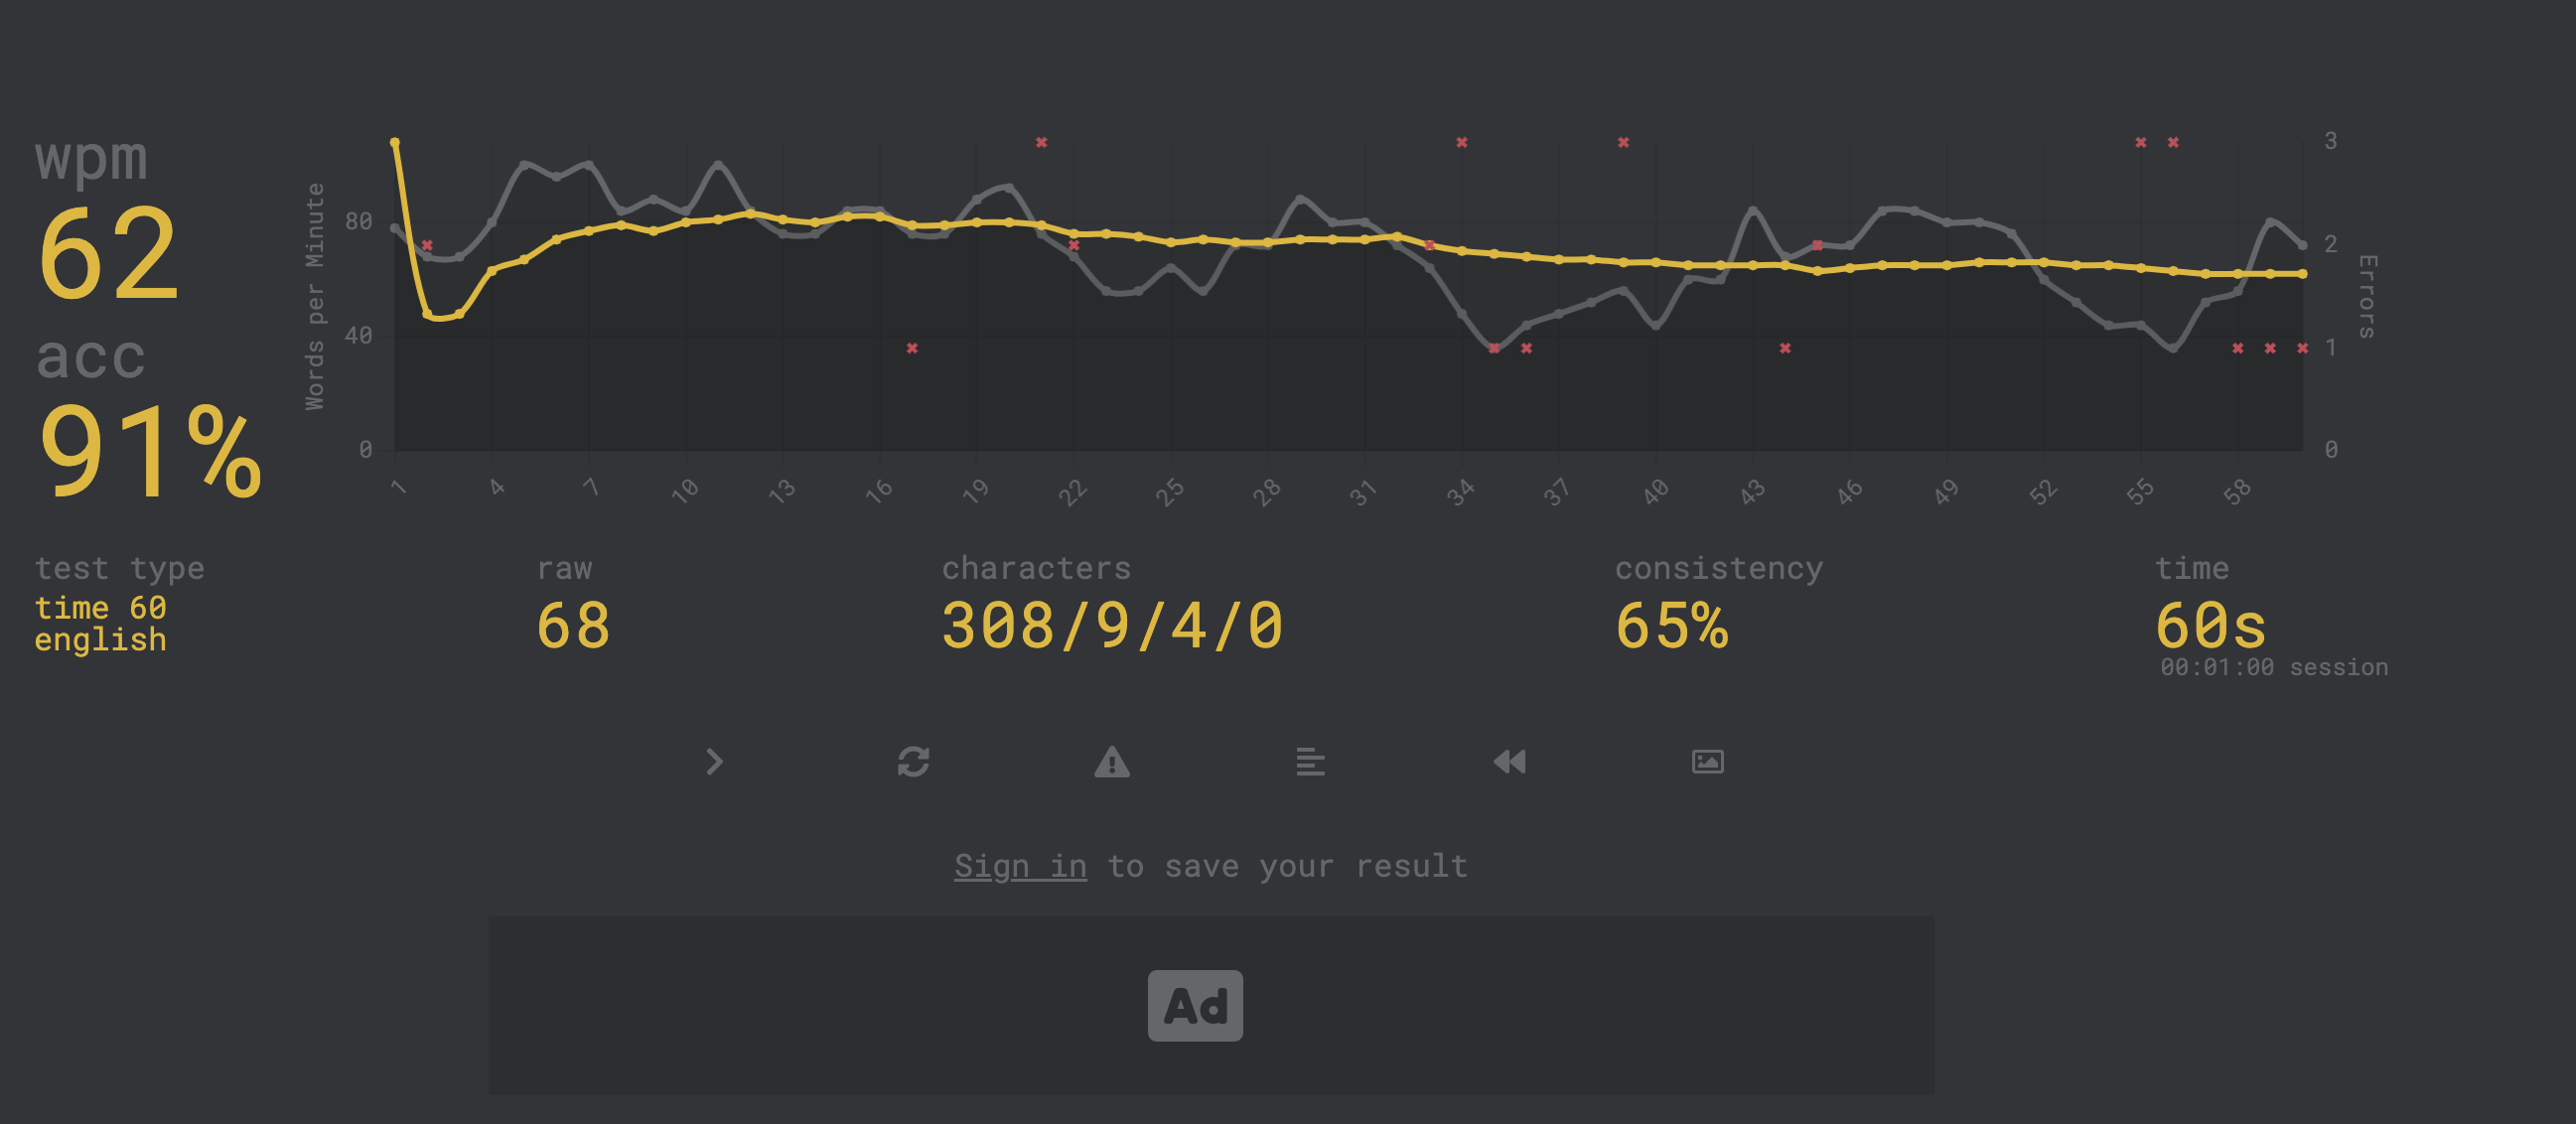 wpm
62
acc
91%
Words per Minute
80
40
0
3
2
1
0
Errors
1 4 7 10 13 16 19 22 25 28 31 34 37 40 43 46 49 52 55 58
test type
time 60
english
raw
68
characters
308/9/4/0
consistency
65%
time
60s
00:01:00 session
Sign in to save your result
Ad